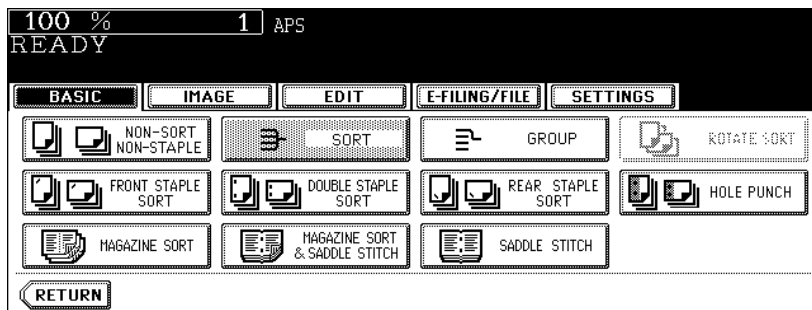 100 % 1 APS
READY
BASIC IMAGE EDIT E-FILING/FILE SETTINGS
NON-SORT
NON-STAPLE
SORT
GROUP
ROTATE SORT
FRONT STAPLE
SORT
DOUBLE STAPLE
SORT
REAR STAPLE
SORT
HOLE PUNCH
MAGAZINE SORT
MAGAZINE SORT
& SADDLE STITCH
SADDLE STITCH
RETURN